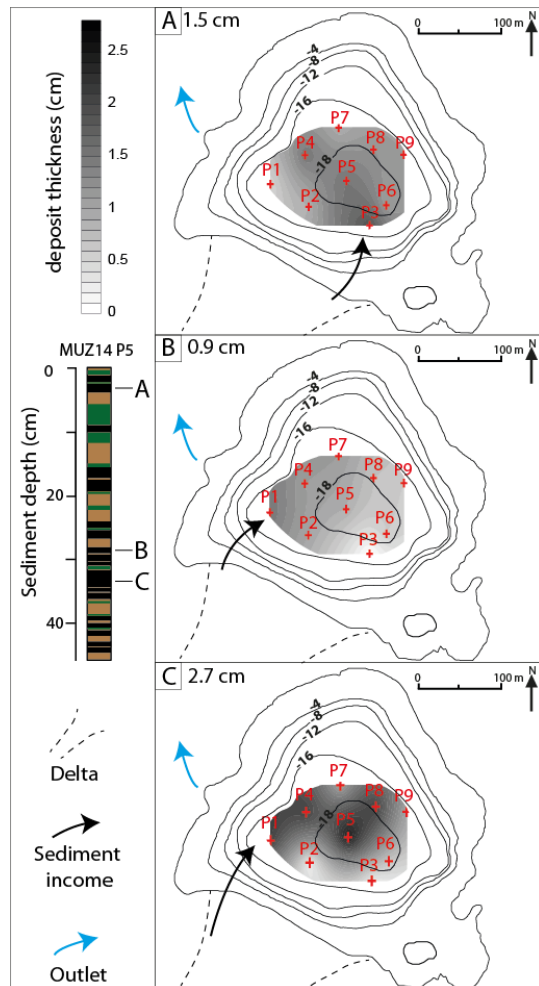 deposit thickness (cm)
2.5
2
1.5
1
0.5
0
MUZ14 P5
Sediment depth (cm)
0
20
40
A
B
C
Delta
Sediment
income
Outlet
A 1.5 cm
0 100 m
N
-4
-8
-12
-16
-18
P7
P4
P8
P9
P1
P5
P2
P6
P3
B 0.9 cm
0 100 m
N
-4
-8
-12
-16
-18
P7
P4
P8
P9
P1
P5
P2
P6
P3
C 2.7 cm
0 100 m
N
-4
-8
-12
-16
-18
P7
P4
P8
P9
P1
P5
P2
P6
P3